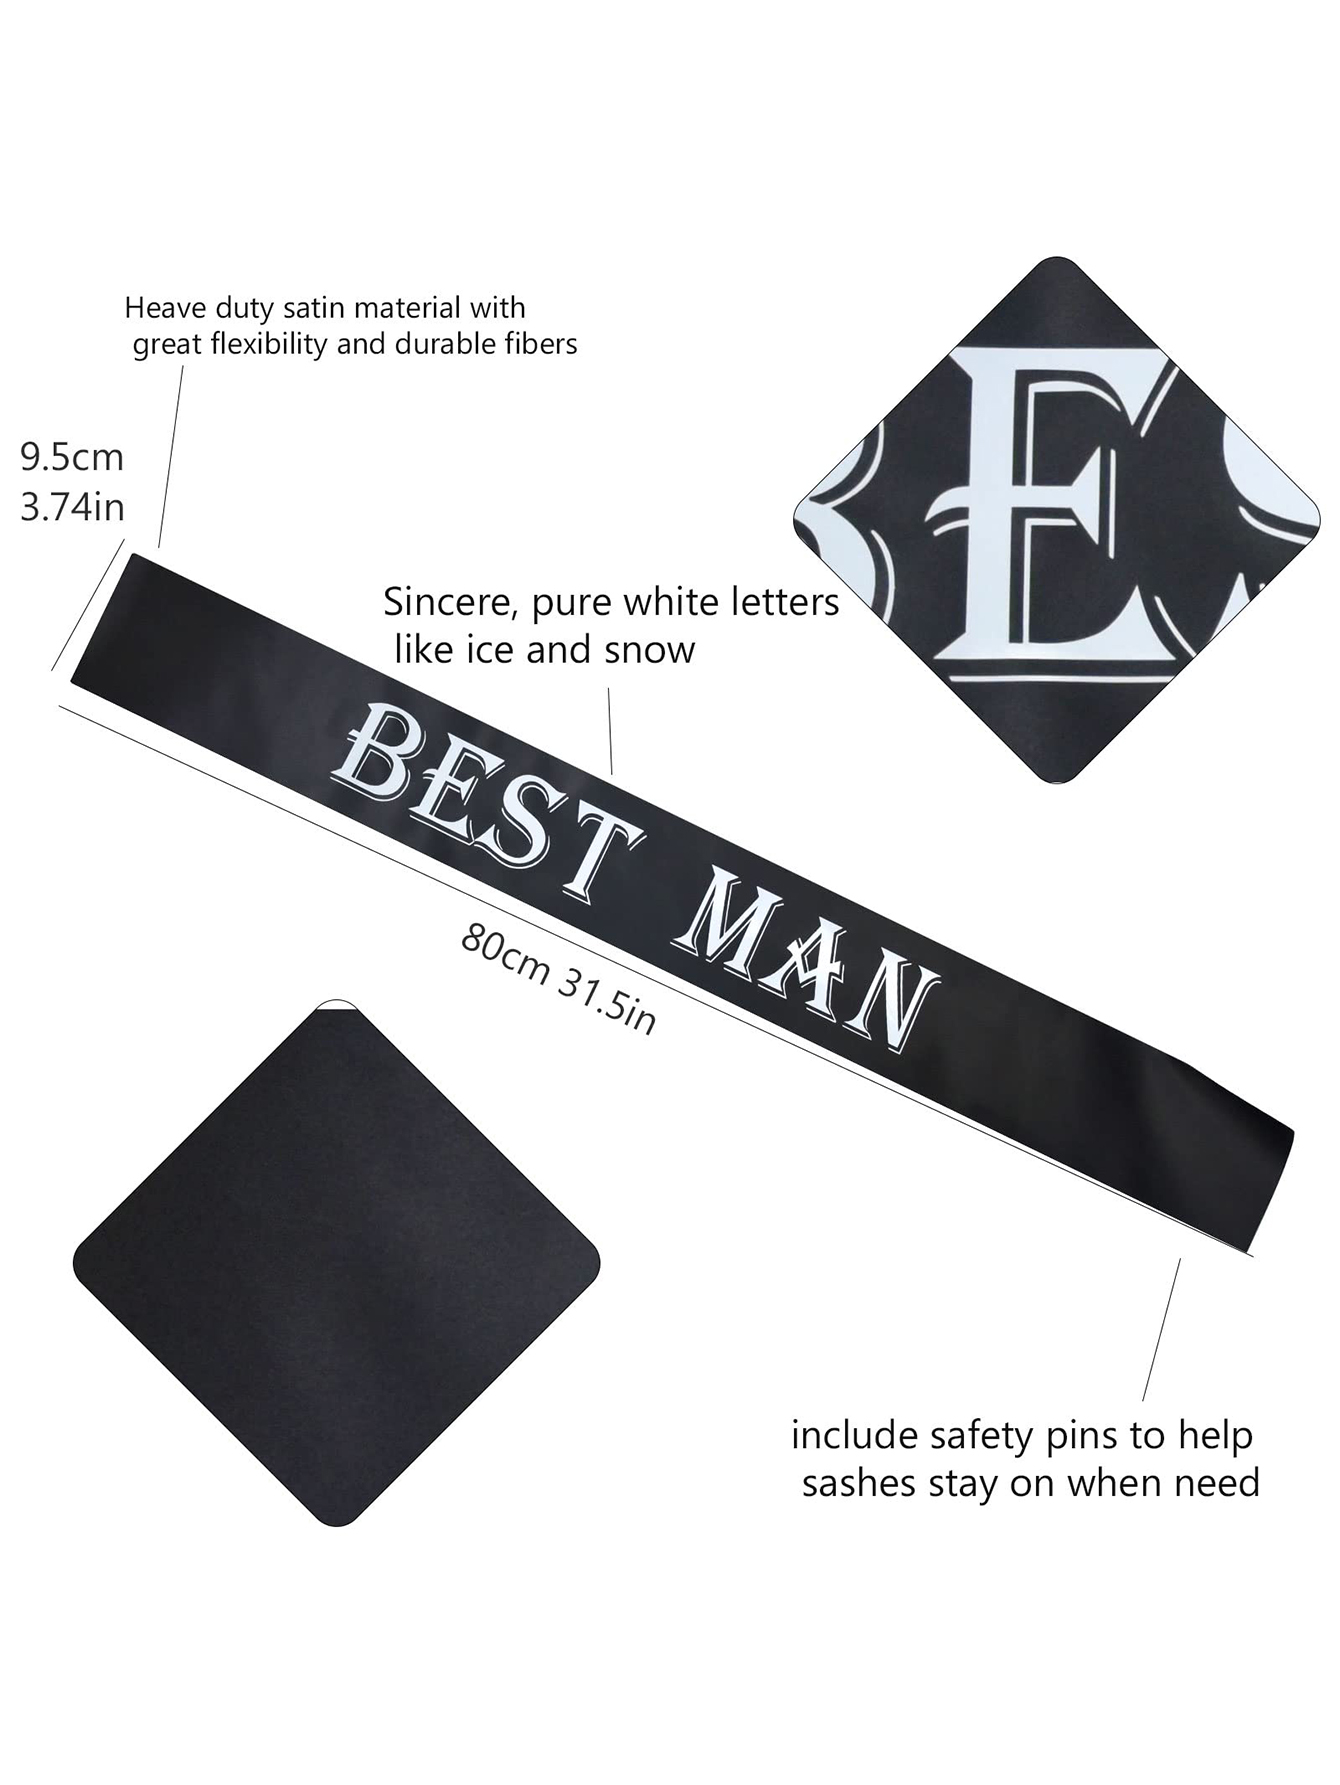 Heave duty satin material with
great flexibility and durable fibers
9.5cm
3.74in
Sincere, pure white letters
like ice and snow
BEST MAN
80cm 31.5in
include safety pins to help
sashes stay on when need